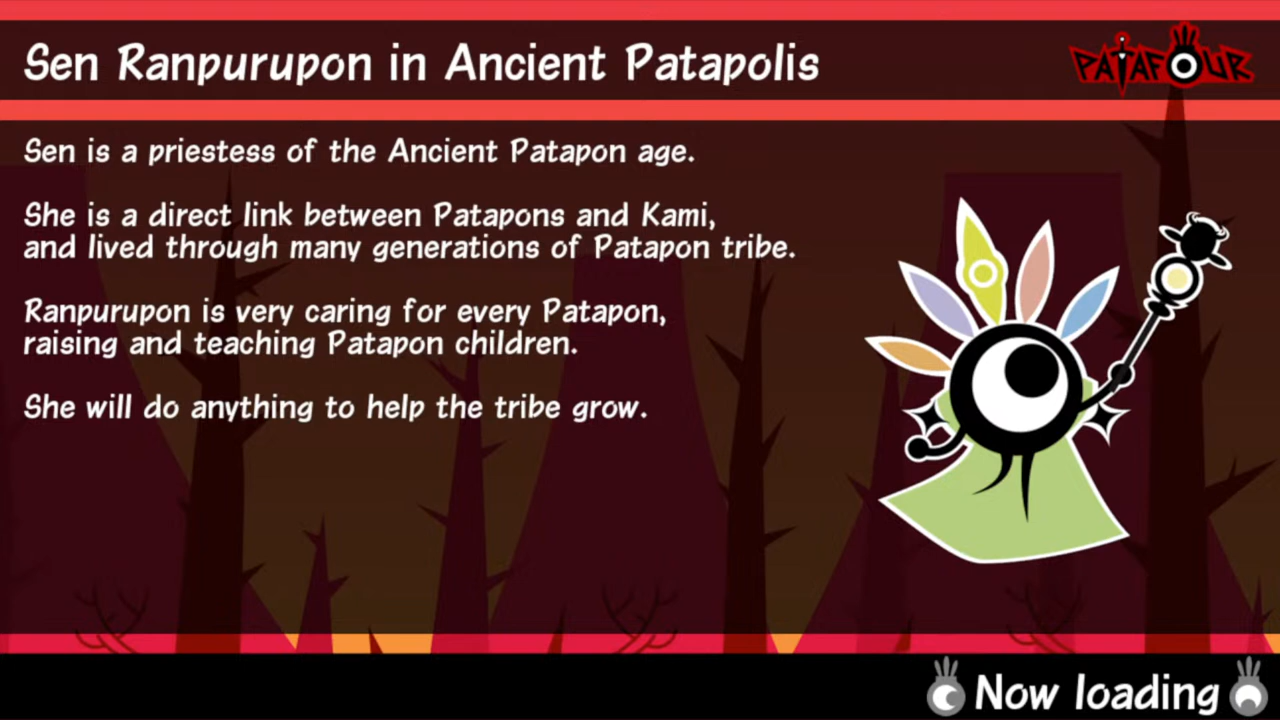 Sen Ranpurupon in Ancient Patapolis
PATAFOUR
Sen is a priestess of the Ancient Patapon age.
She is a direct link between Patapons and Kami,
and lived through many generations of Patapon tribe.
Ranpurupon is very caring for every Patapon,
raising and teaching Patapon children.
She will do anything to help the tribe grow.
Now loading